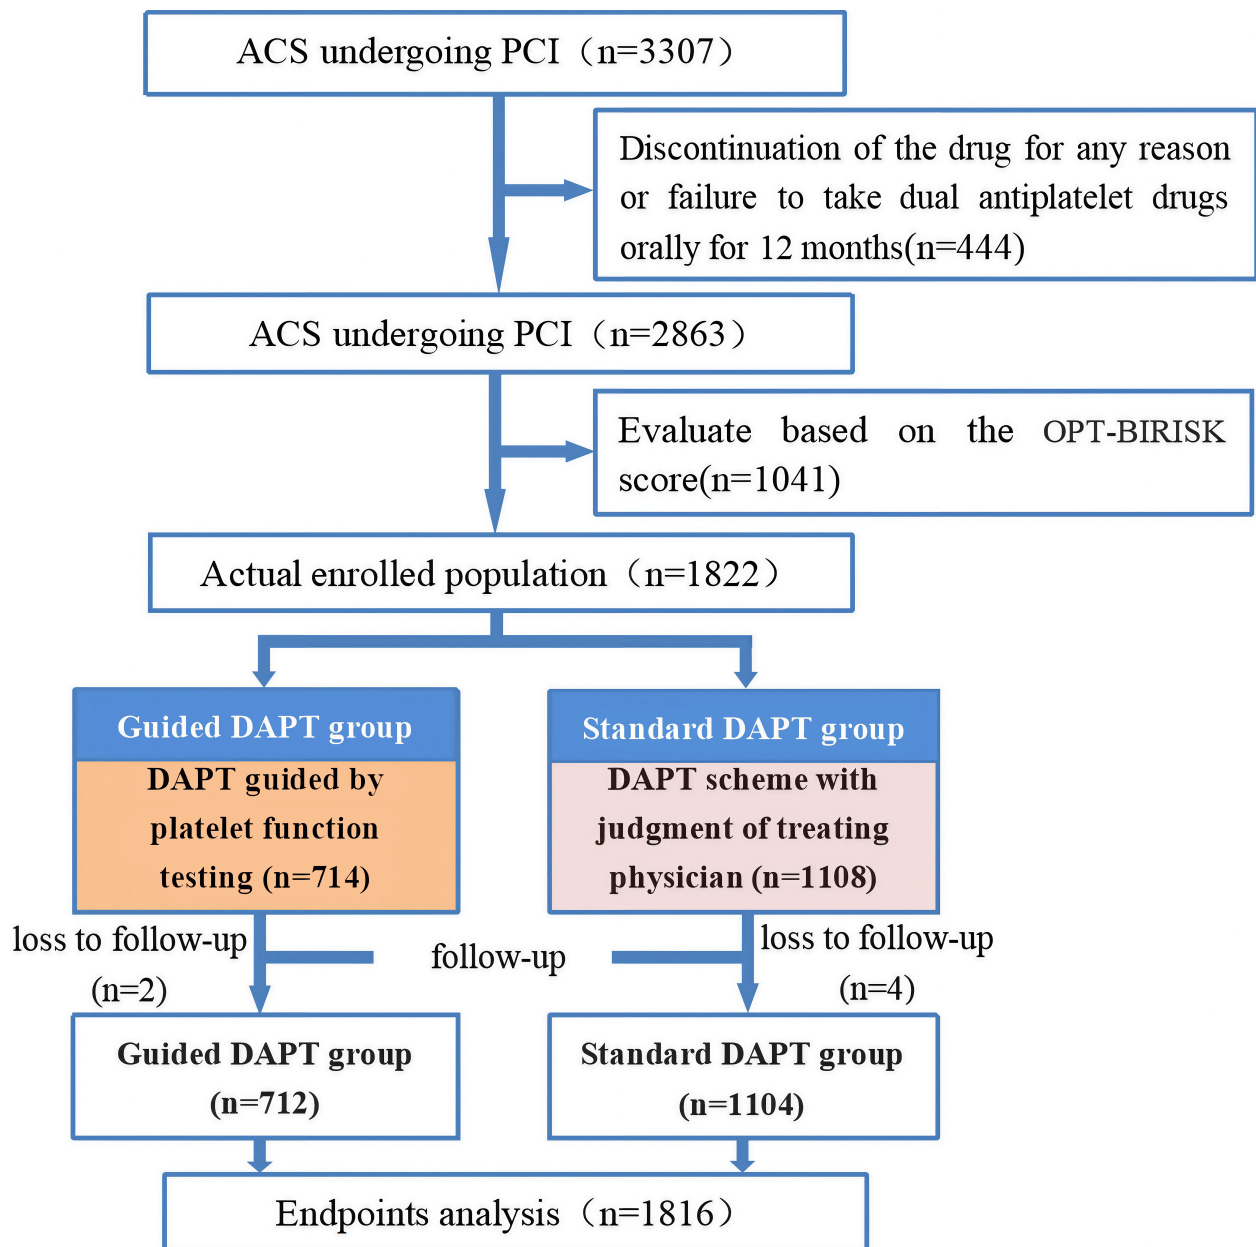 ACS undergoing PCI（n=3307）
Discontinuation of the drug for any reason
or failure to take dual antiplatelet drugs
orally for 12 months(n=444)
ACS undergoing PCI（n=2863）
Evaluate based on the OPT-BIRISK
score(n=1041)
Actual enrolled population（n=1822）
Guided DAPT group
DAPT guided by
platelet function
testing (n=714)
Standard DAPT group
DAPT scheme with
judgment of treating
physician (n=1108)
loss to follow-up
(n=2)
follow-up
loss to follow-up
(n=4)
Guided DAPT group
(n=712)
Standard DAPT group
(n=1104)
Endpoints analysis（n=1816）